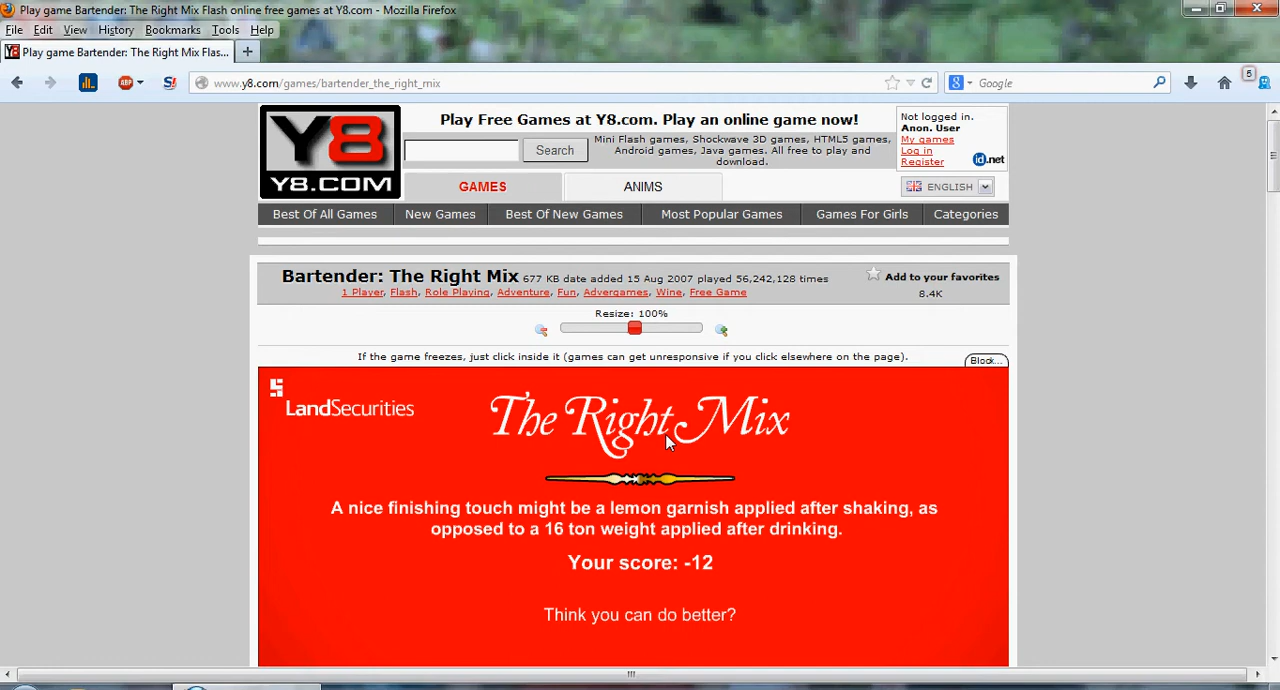 Play game Bartender: The Right Mix Flash online free games at Y8.com - Mozilla Firefox
File Edit View History Bookmarks Tools Help
Y8 Play game Bartender: The Right Mix Flas... +
ABP S! www.y8.com/games/bartender_the_right_mix 8 Google 5
Y8
Y8.COM
Play Free Games at Y8.com. Play an online game now!
Search
Mini Flash games, Shockwave 3D games, HTML5 games,
Android games, Java games. All free to play and
download.
Not logged in.
Anon. User
My games
Log in
Register
id.net
GAMES ANIMS ENGLISH
Best Of All Games New Games Best Of New Games Most Popular Games Games For Girls Categories
Bartender: The Right Mix 677 KB date added 15 Aug 2007 played 56,242,128 times
1 Player, Flash, Role Playing, Adventure, Fun, Advergames, Wine, Free Game
Add to your favorites
8.4K
Resize: 100%
If the game freezes, just click inside it (games can get unresponsive if you click elsewhere on the page).
Block...
LandSecurities
The Right Mix
A nice finishing touch might be a lemon garnish applied after shaking, as
opposed to a 16 ton weight applied after drinking.
Your score: -12
Think you can do better?